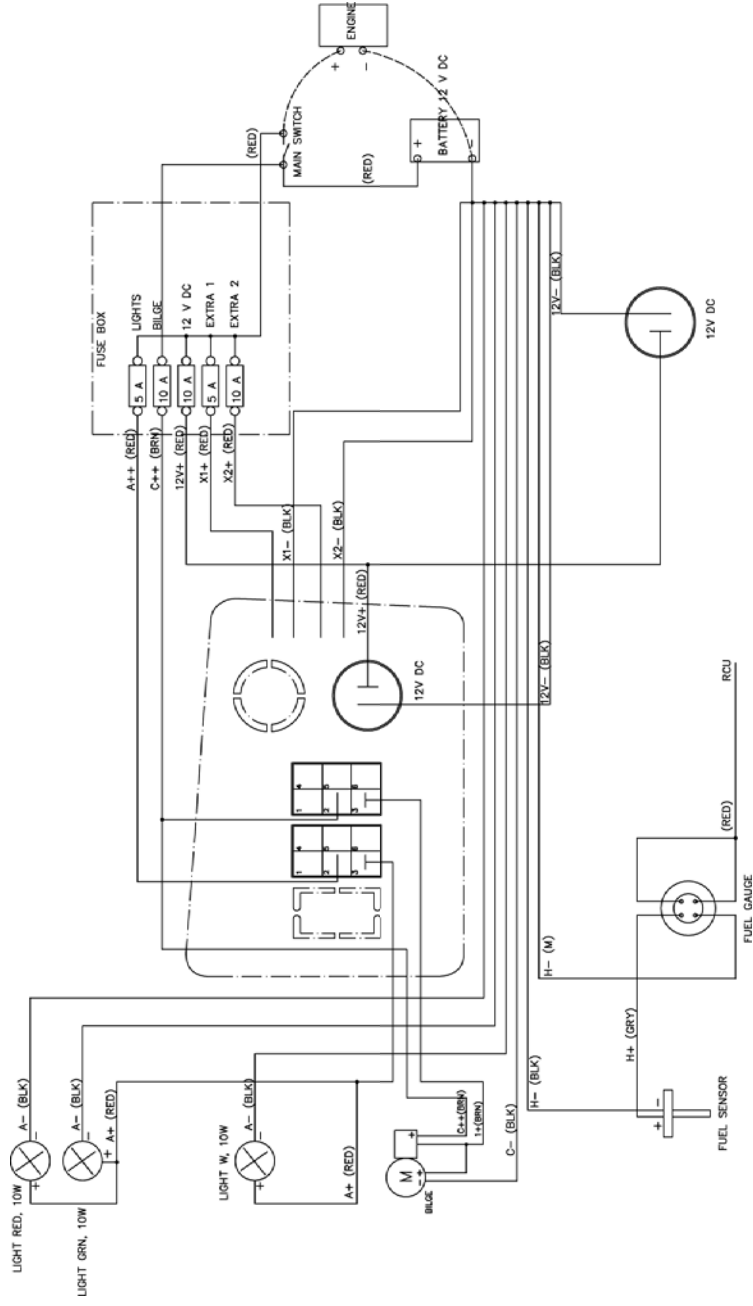 ENGINE
+
-
MAIN SWITCH
(RED)
(RED)
BATTERY 12 V DC
+
-
FUSE BOX
LIGHTS
BILGE
12 V DC
EXTRA 1
EXTRA 2
5 A
10 A
10 A
5 A
10 A
A++ (RED)
C++ (BRN)
12V+ (RED)
X1+ (RED)
X2+ (RED)
X1- (BLK)
X2- (BLK)
12V+ (RED)
12V- (BLK)
12V DC
12V DC
12V- (BLK)
1
4
2
5
3
6
1
4
2
5
3
6
RCU
(RED)
FUEL GAUGE
H- (M)
H+ (GRY)
H- (BLK)
+
-
FUEL SENSOR
A- (BLK)
A- (BLK)
-
+
LIGHT RED, 10W
-
+
A+ (RED)
LIGHT GRN, 10W
A- (BLK)
-
+
LIGHT W, 10W
A+ (RED)
C++(BRN)
1+(BRN)
C- (BLK)
+
M
-+
BILGE